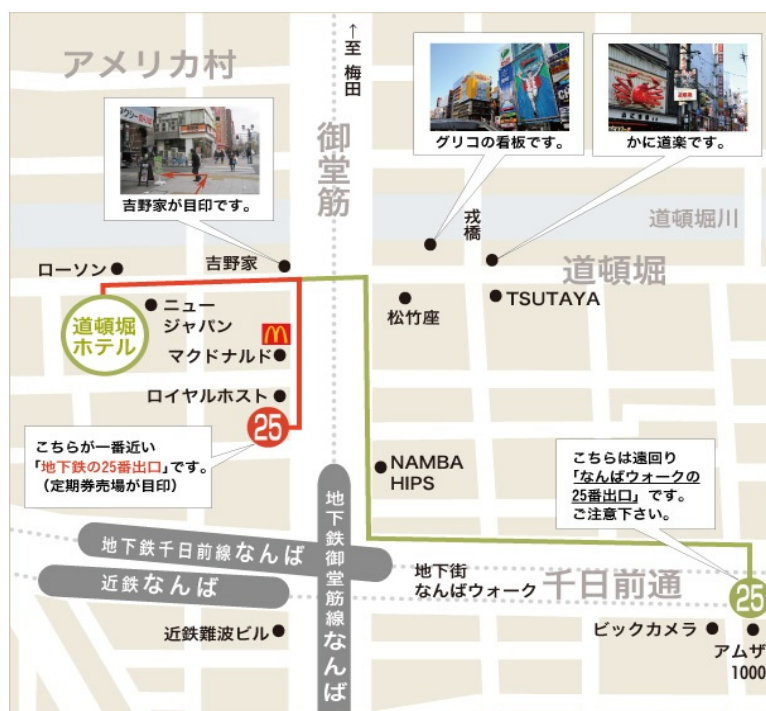 アメリカ村
↑至 梅田
御堂筋
グリコの看板です。
かに道楽です。
吉野家が目印です。
戎橋
道頓堀川
道頓堀
ローソン
吉野家
道頓堀
ホテル
ニュー
ジャパン
マクドナルド
松竹座
TSUTAYA
ロイヤルホスト
25
こちらが一番近い
「地下鉄の25番出口」です。
(定期券売場が目印)
NAMBA
HIPS
こちらは遠回り
「なんばウォークの
25番出口」です。
ご注意下さい。
地下鉄御堂筋線なんば
地下鉄千日前線なんば
近鉄なんば
地下街
なんばウォーク
千日前通
25
近鉄難波ビル
ビックカメラ
アムザ
1000